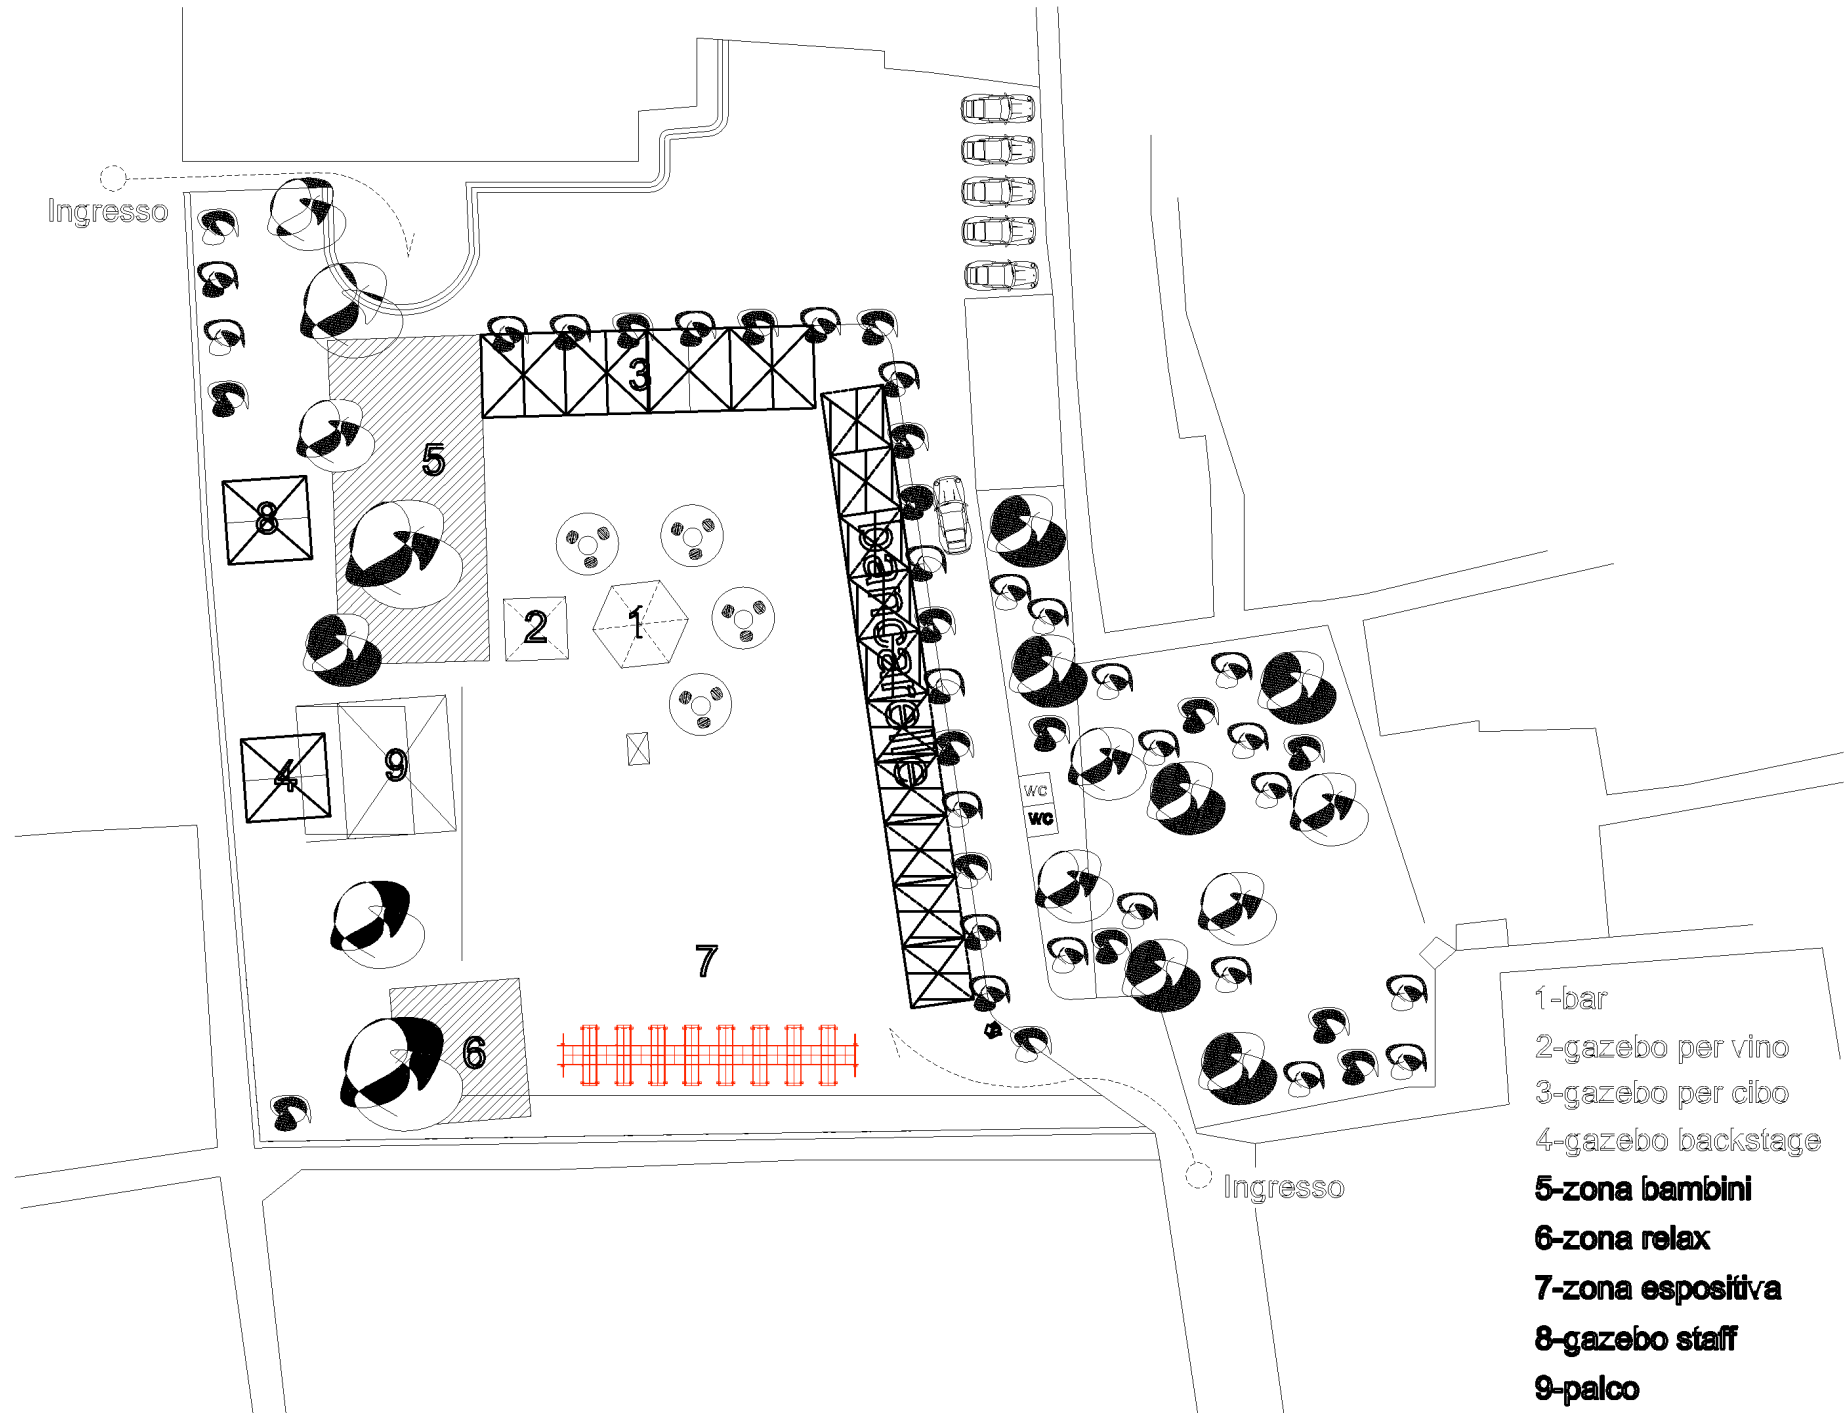 Ingresso
3
5
8
bancarelle
2
1
9
4
WC
WC
7
6
Ingresso
1-bar
2-gazebo per vino
3-gazebo per cibo
4-gazebo backstage
5-zona bambini
6-zona relax
7-zona espositiva
8-gazebo staff
9-palco